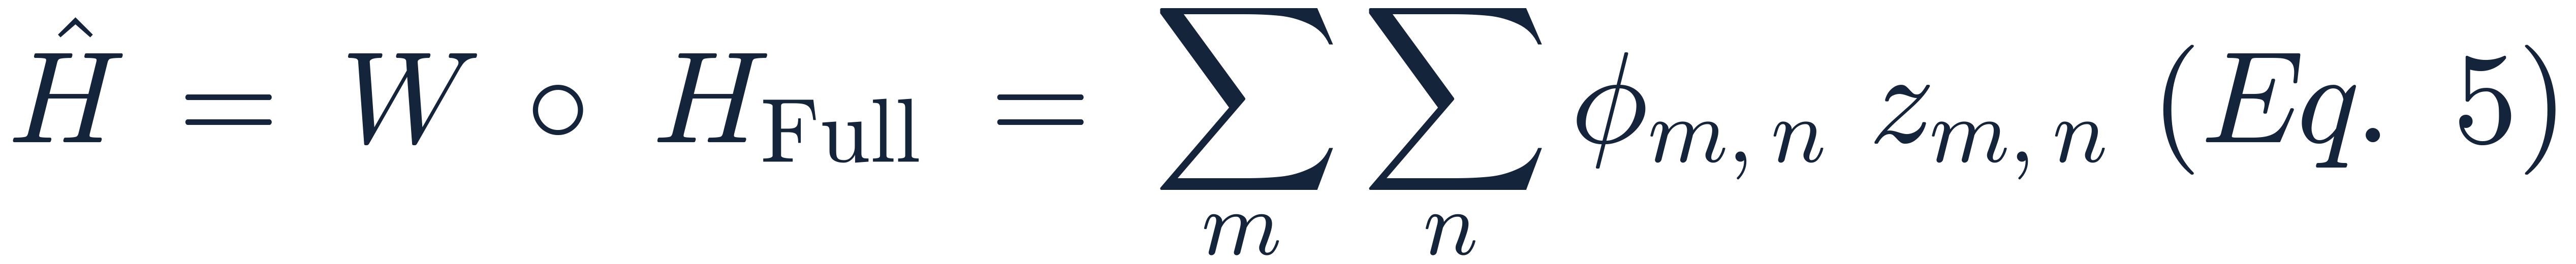 Ĥ = W ∘ H_Full = ∑_m ∑_n ϕ_{m, n} z_{m, n} (Eq. 5)